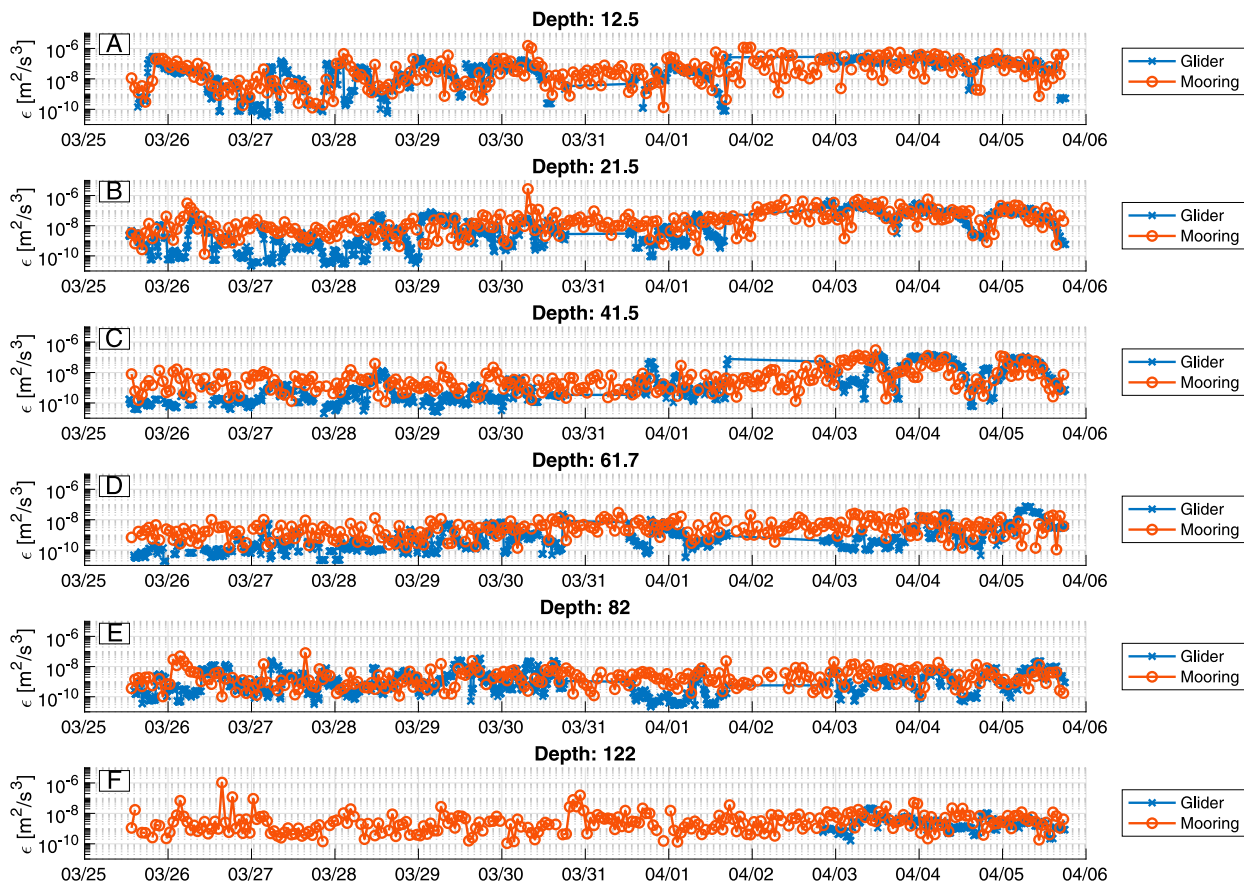 Depth: 12.5
A
ϵ [m²/s³]
10⁻⁶
10⁻⁸
10⁻¹⁰
03/25 03/26 03/27 03/28 03/29 03/30 03/31 04/01 04/02 04/03 04/04 04/05 04/06
Glider
Mooring
Depth: 21.5
B
ϵ [m²/s³]
10⁻⁶
10⁻⁸
10⁻¹⁰
03/25 03/26 03/27 03/28 03/29 03/30 03/31 04/01 04/02 04/03 04/04 04/05 04/06
Glider
Mooring
Depth: 41.5
C
ϵ [m²/s³]
10⁻⁶
10⁻⁸
10⁻¹⁰
03/25 03/26 03/27 03/28 03/29 03/30 03/31 04/01 04/02 04/03 04/04 04/05 04/06
Glider
Mooring
Depth: 61.7
D
ϵ [m²/s³]
10⁻⁶
10⁻⁸
10⁻¹⁰
03/25 03/26 03/27 03/28 03/29 03/30 03/31 04/01 04/02 04/03 04/04 04/05 04/06
Glider
Mooring
Depth: 82
E
ϵ [m²/s³]
10⁻⁶
10⁻⁸
10⁻¹⁰
03/25 03/26 03/27 03/28 03/29 03/30 03/31 04/01 04/02 04/03 04/04 04/05 04/06
Glider
Mooring
Depth: 122
F
ϵ [m²/s³]
10⁻⁶
10⁻⁸
10⁻¹⁰
03/25 03/26 03/27 03/28 03/29 03/30 03/31 04/01 04/02 04/03 04/04 04/05 04/06
Glider
Mooring